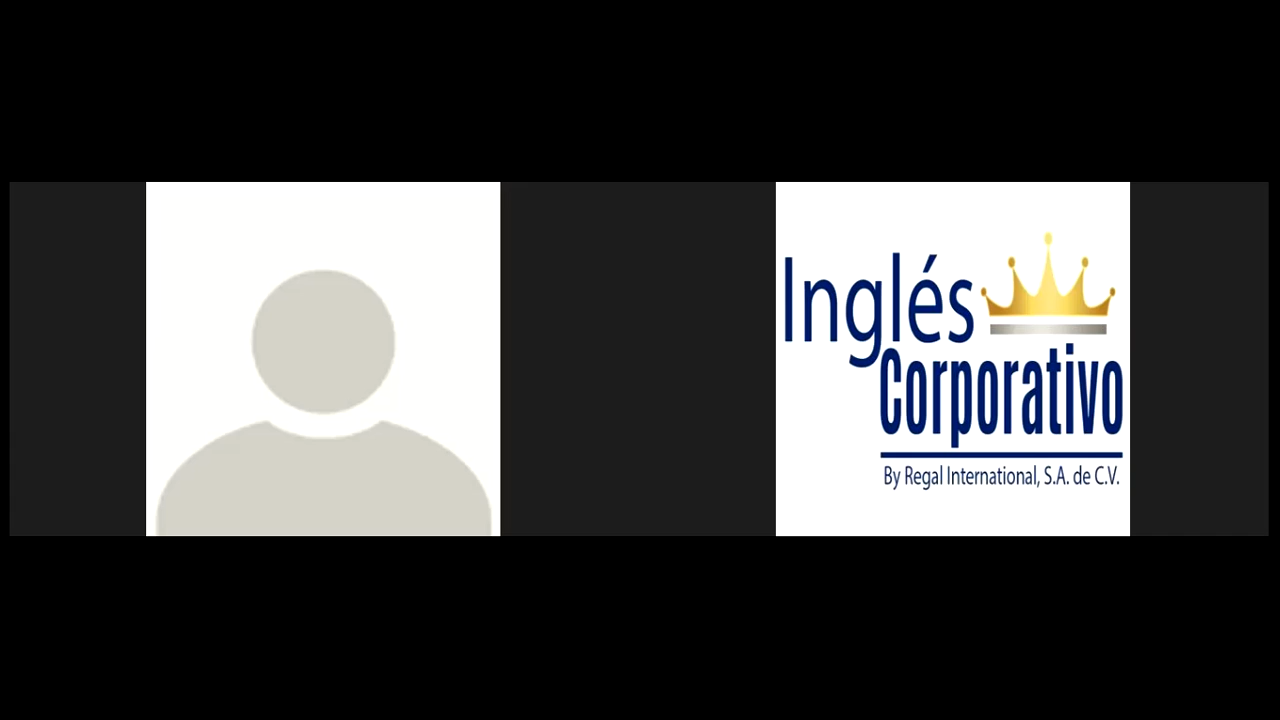 Inglés
Corporativo
By Regal International, S.A. de C.V.